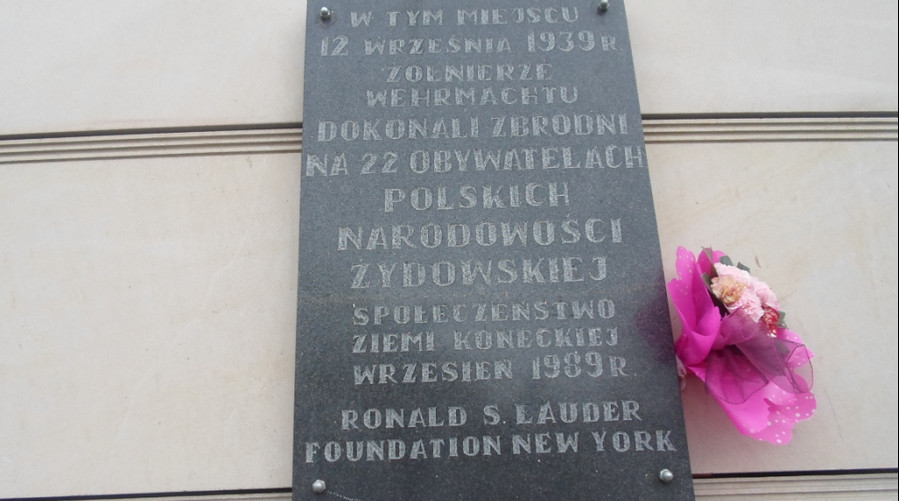 W TYM MIEJSCU
12 WRZEŚNIA 1939 R.
ŻOŁNIERZE
WEHRMACHTU
DOKONALI ZBRODNI
NA 22 OBYWATELACH
POLSKICH
NARODOWOŚCI
ŻYDOWSKIEJ
SPOŁECZEŃSTWO
ZIEMI KONECKIEJ
WRZESIEŃ 1989 R.
RONALD S. LAUDER
FOUNDATION NEW YORK